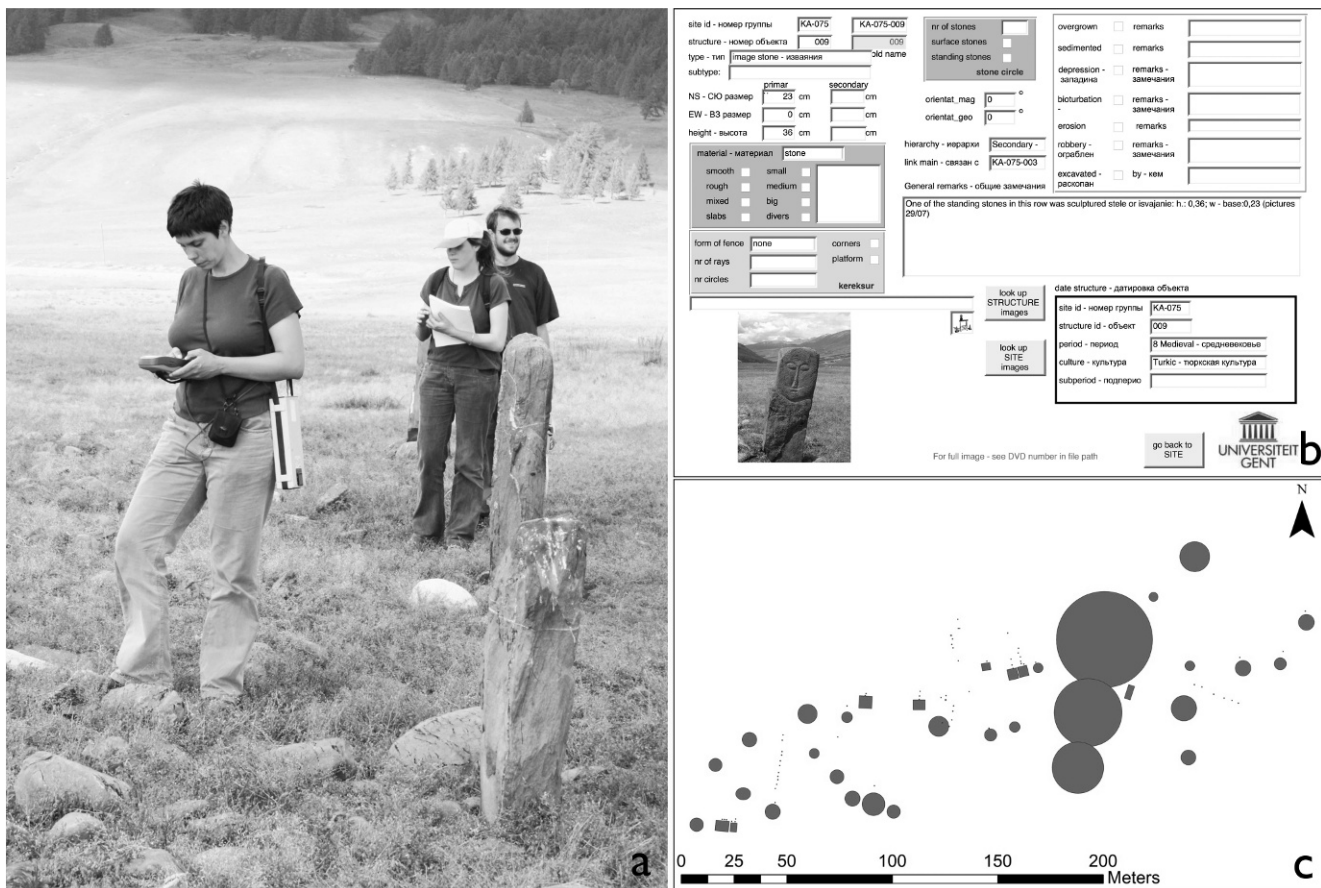 a
site id - номер группы KA-075 KA-075-009
structure - номер объекта 009 009
old name
type - тип image stone - изваяния
subtype:
primar secondary
NS - СЮ размер 23 cm cm
EW - ВЗ размер 0 cm cm
height - высота 36 cm cm
material - материал stone
smooth small
rough medium
mixed big
slabs divers
form of fence none corners
nr of rays platform
nr circles kereksur
nr of stones
surface stones
standing stones
stone circle
orientat_mag 0 °
orientat_geo 0 °
hierarchy - иерархи Secondary -
link main - связан с KA-075-003
General remarks - общие замечания
One of the standing stones in this row was sculptured stele or isvajanie: h.: 0,36; w - base:0,23 (pictures
29/07)
overgrown remarks
sedimented remarks
depression - западина remarks - замечания
bioturbation - remarks - замечания
erosion remarks
robbery - ограблен remarks - замечания
excavated - раскопан by - кем
look up
STRUCTURE
images
look up
SITE
images
date structure - датировка объекта
site id - номер группы KA-075
structure id - объект 009
period - период 8 Medieval - средневековье
culture - культура Turkic - тюркская культура
subperiod - подперио
For full image - see DVD number in file path
go back to
SITE
UNIVERSITEIT
GENT
b
N
0 25 50 100 150 200
Meters
c